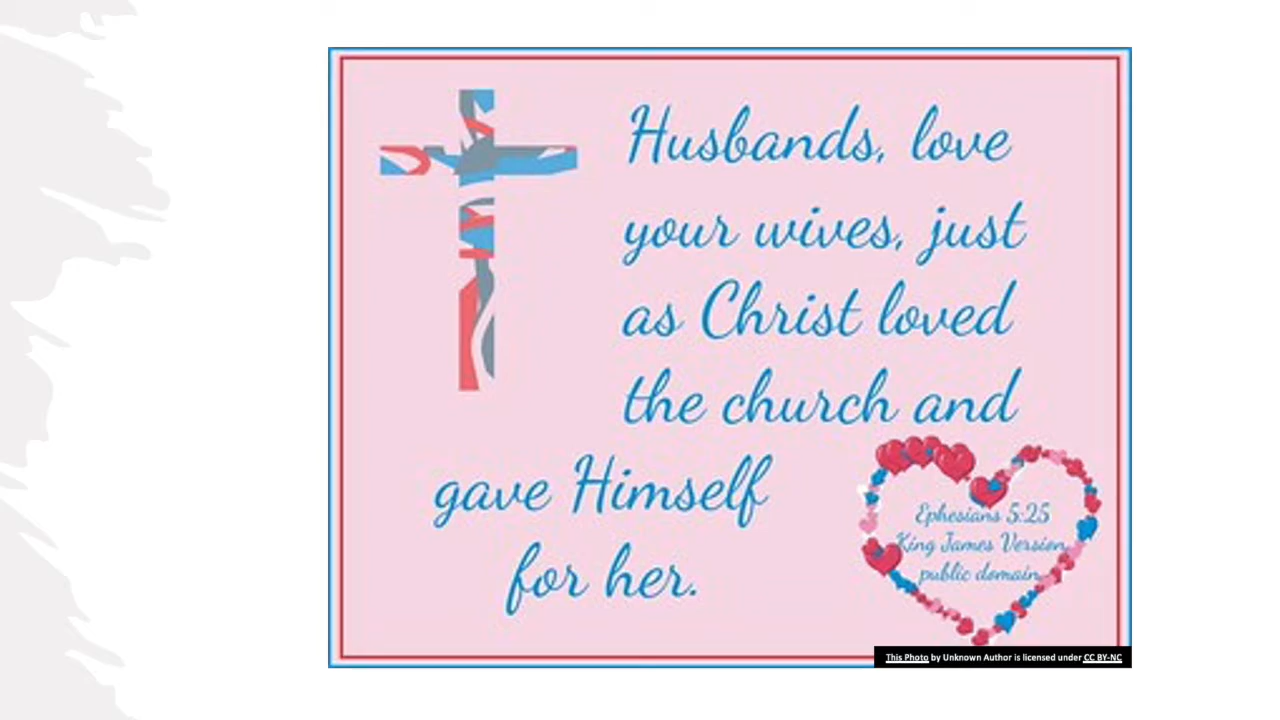 Husbands, love
your wives, just
as Christ loved
the church and
gave Himself
for her.
Ephesians 5:25
King James Version
public domain
This Photo by Unknown Author is licensed under CC BY-NC